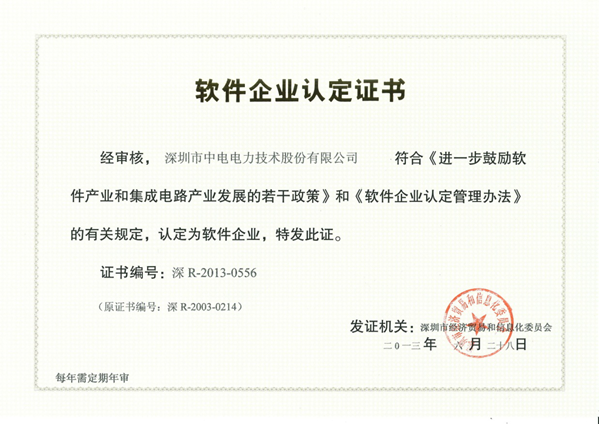 软件企业认定证书
经审核，深圳市中电电力技术股份有限公司 符合《进一步鼓励软
件产业和集成电路产业发展的若干政策》和《软件企业认定管理办法》
的有关规定，认定为软件企业，特发此证。
证书编号：深 R-2013-0556
（原证书编号：深 R-2003-0214）
发证机关：深圳市经济贸易和信息化委员会
二〇一三年 六月二十八日
每年需定期年审